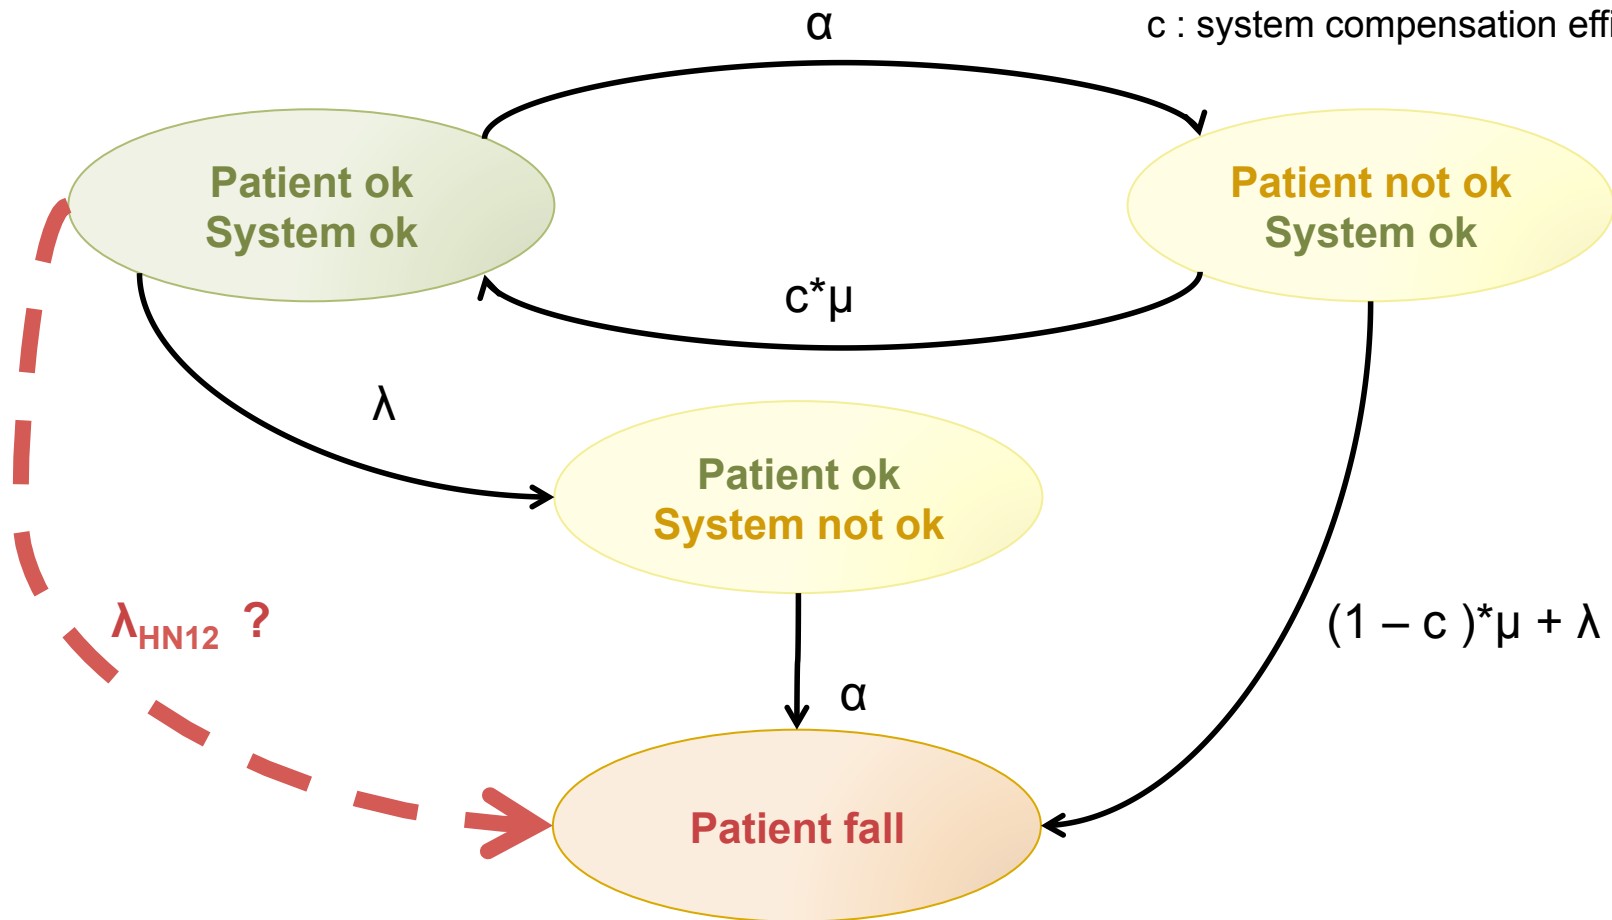 α
c : system compensation
Patient ok
System ok
Patient not ok
System ok
c*μ
λ
Patient ok
System not ok
λHN12 ?
(1 – c )*μ + λ
α
Patient fall